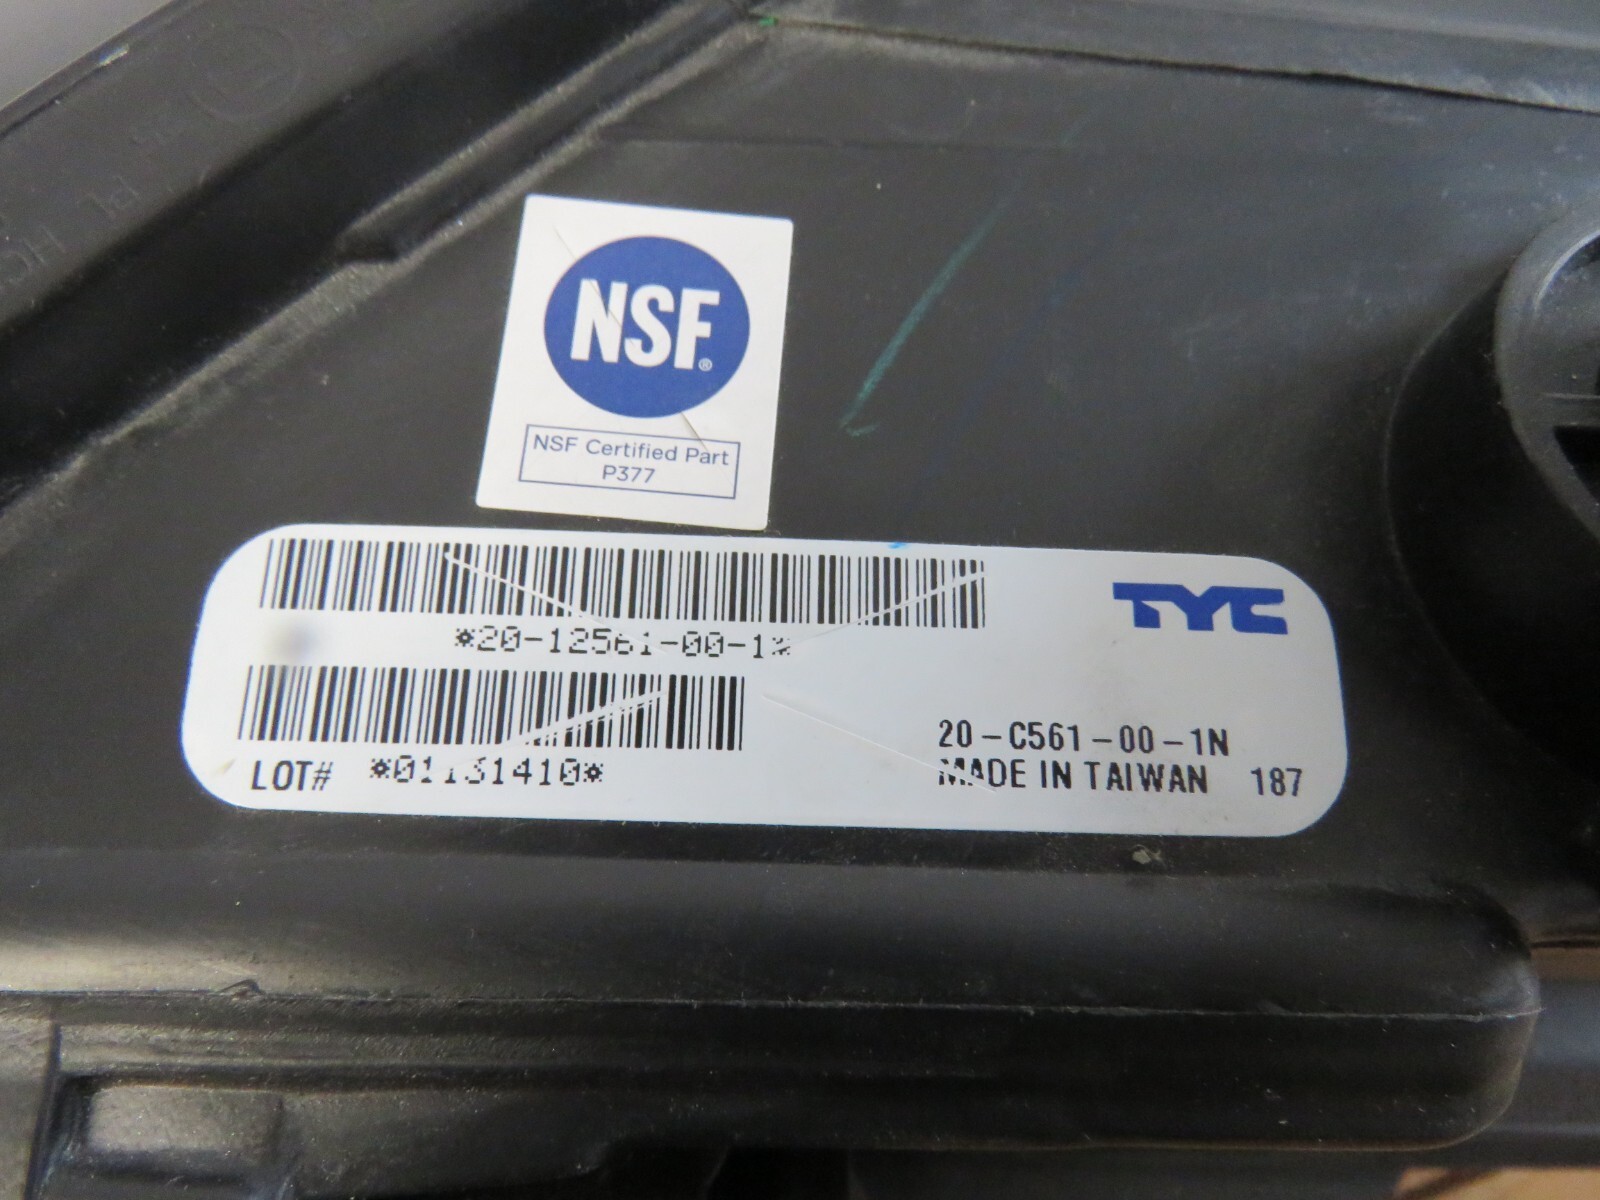 NSF®
NSF Certified Part
P377
*20-12561-00-1*
TYC
20-C561-00-1N
LOT# *01131410*
MADE IN TAIWAN 187